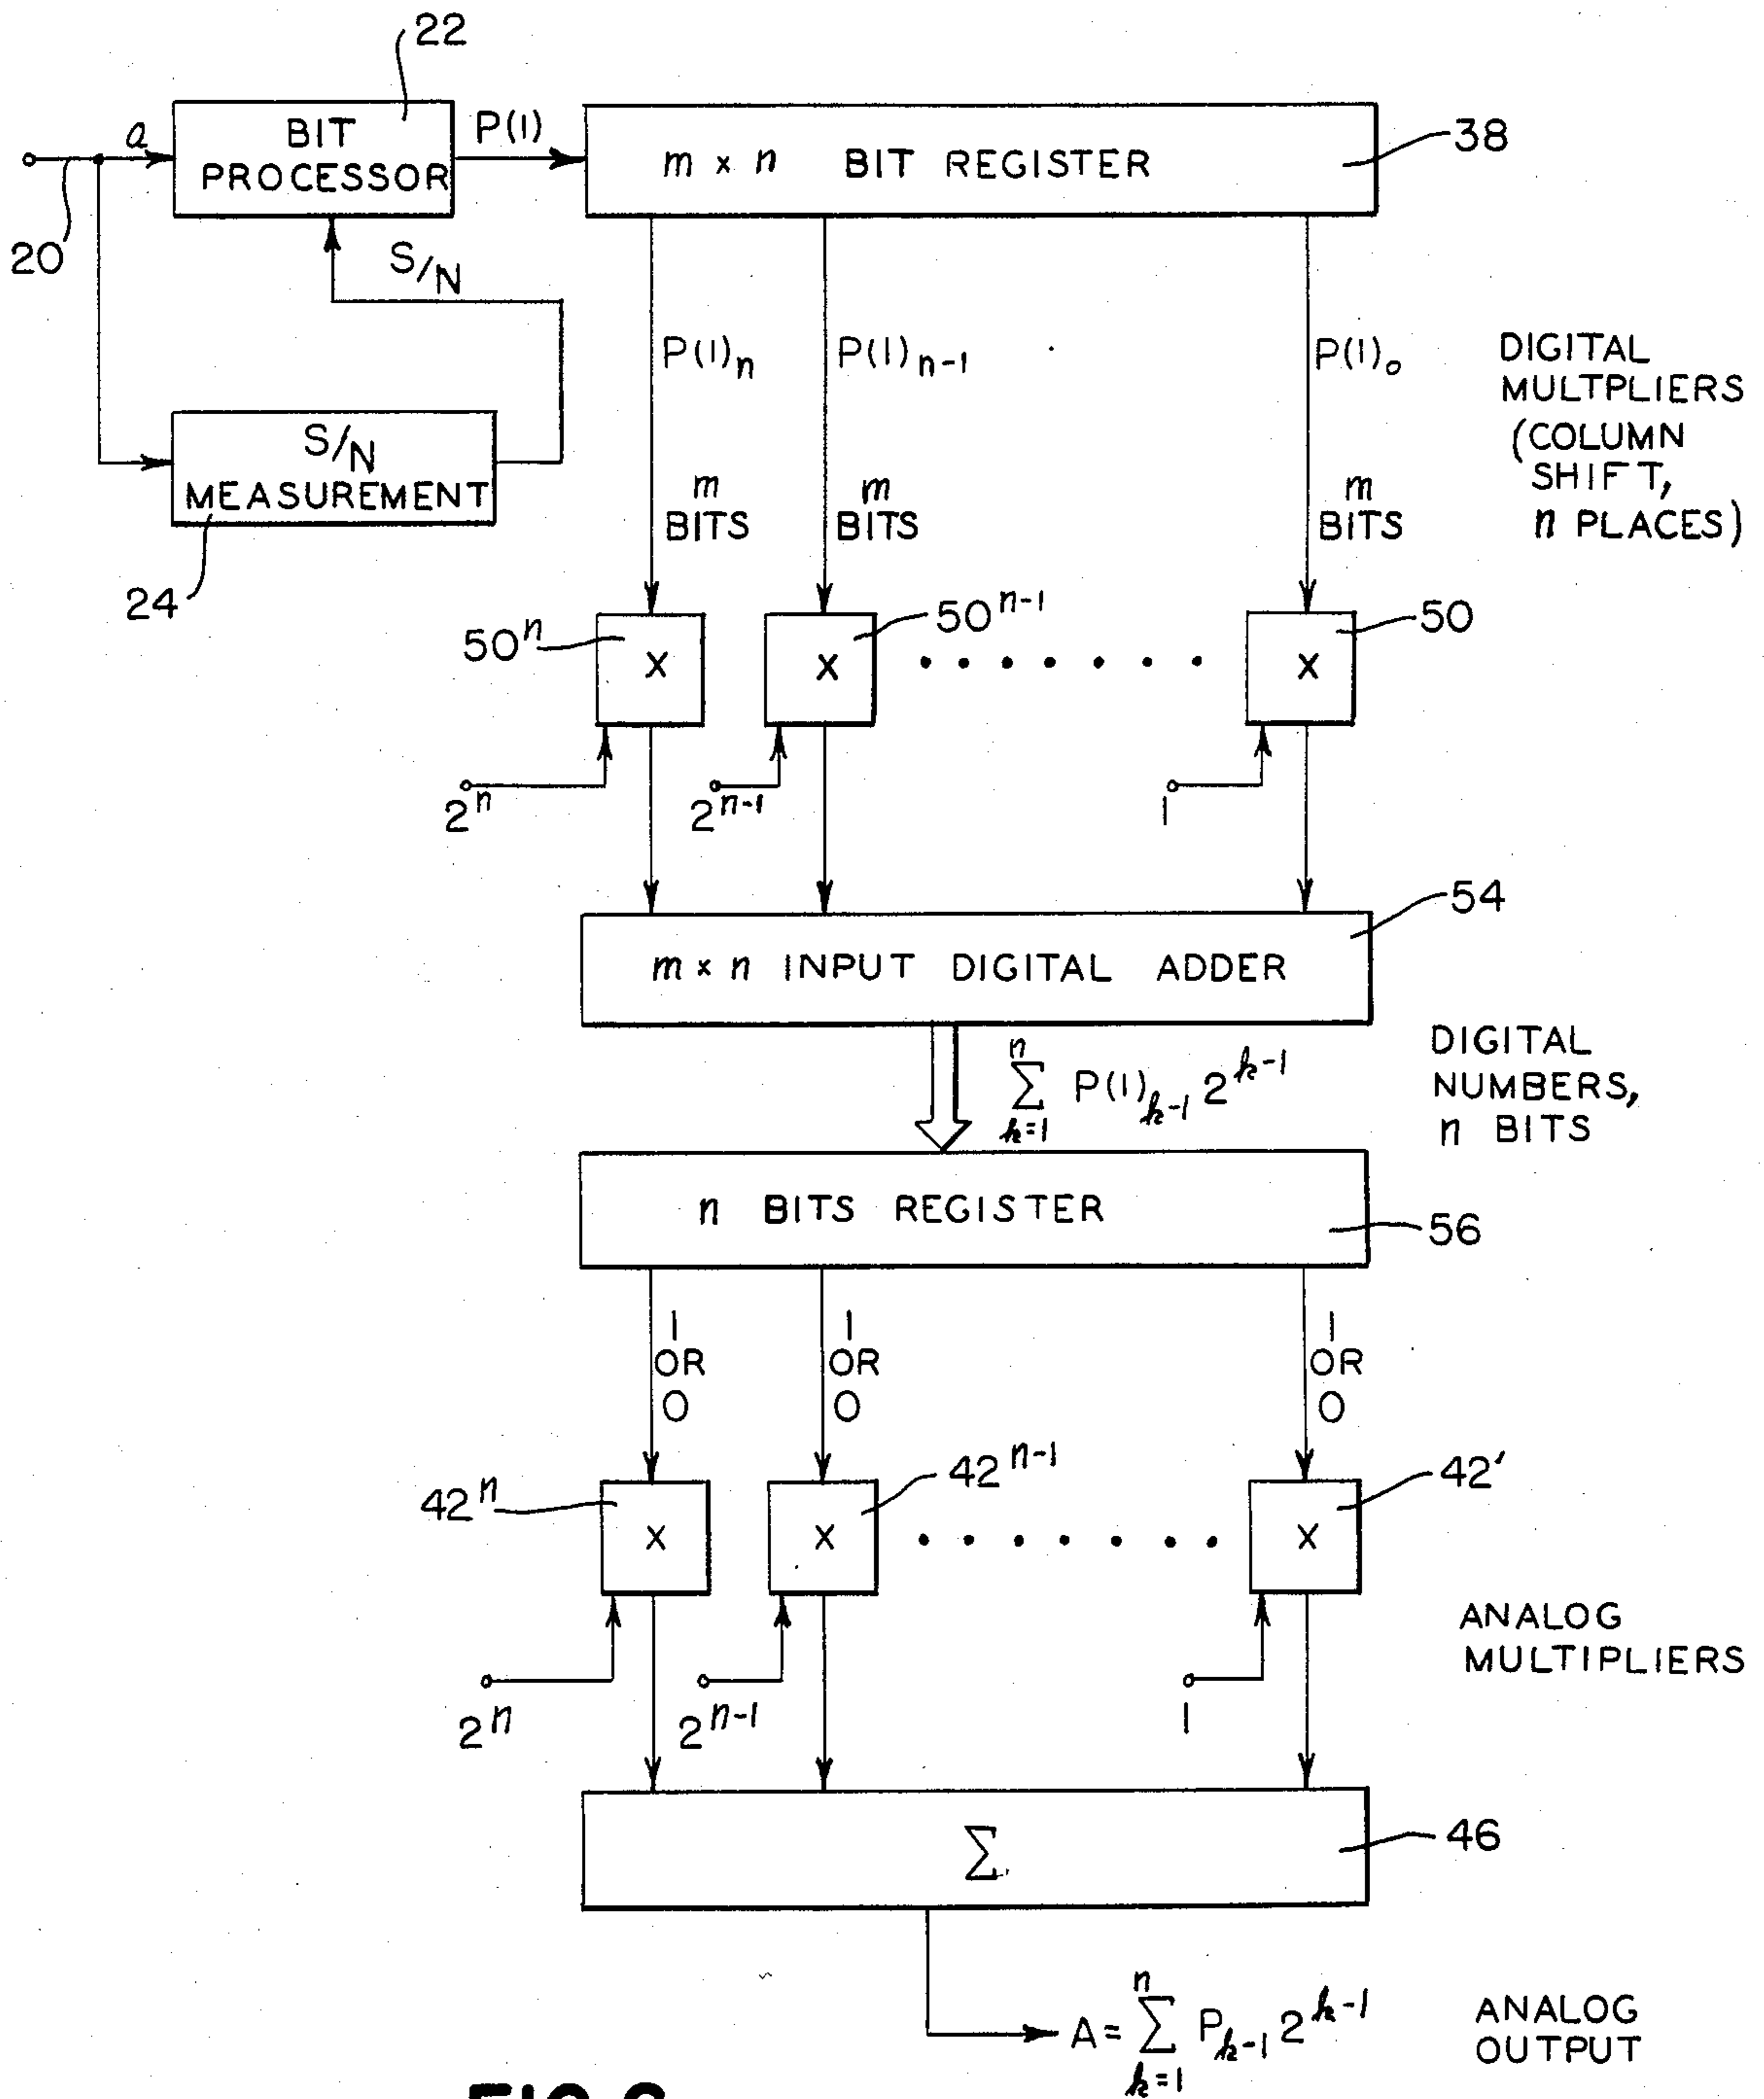 22
a
BIT
PROCESSOR
P(1)
m × n BIT REGISTER
38
20
S/N
P(1)n
P(1)n-1
P(1)o
DIGITAL
MULTPLIERS
(COLUMN
SHIFT,
n PLACES)
S/N
MEASUREMENT
24
m
BITS
m
BITS
m
BITS
50ⁿ
X
50ⁿ⁻¹
X
50
X
2ⁿ
2ⁿ⁻¹
1
54
m × n INPUT DIGITAL ADDER
n
Σ P(1)k-1 2^k-1
k=1
DIGITAL
NUMBERS,
n BITS
n BITS REGISTER
56
1
OR
0
1
OR
0
1
OR
0
42ⁿ
X
42ⁿ⁻¹
X
42'
X
2ⁿ
2ⁿ⁻¹
1
ANALOG
MULTIPLIERS
Σ
46
n
A = Σ Pk-1 2^k-1
k=1
ANALOG
OUTPUT